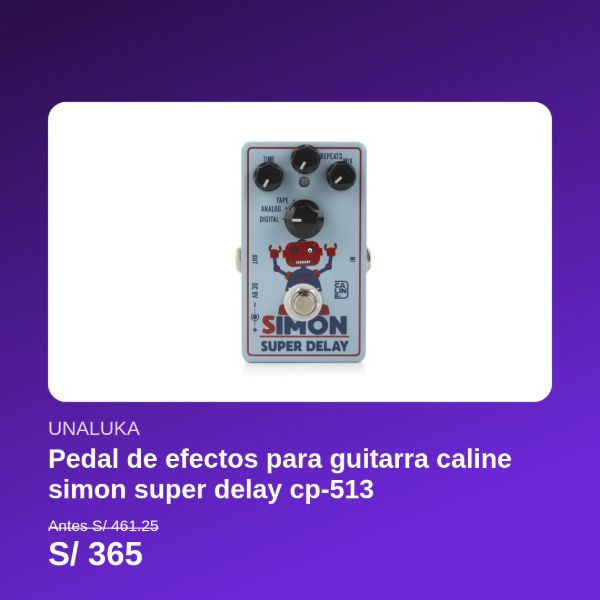 TIME
REPEATS
MIX
TAPE
ANALOG
DIGITAL
OUT
IN
DC 9V
CALINE
SIMON
SUPER DELAY
UNALUKA
Pedal de efectos para guitarra caline
simon super delay cp-513
Antes S/ 461.25
S/ 365